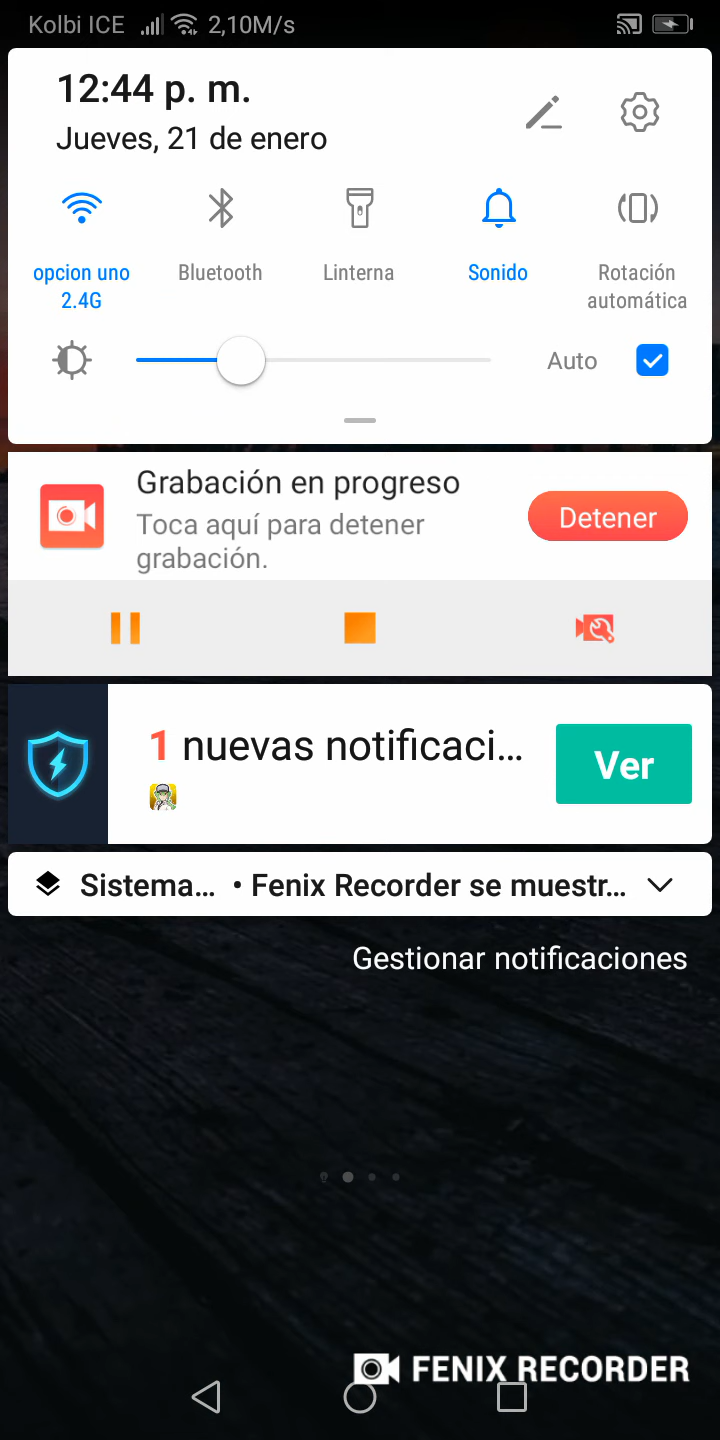 Kolbi ICE 2,10M/s
12:44 p. m.
Jueves, 21 de enero
opcion uno 2.4G
Bluetooth
Linterna
Sonido
Rotación automática
Auto
Grabación en progreso
Toca aquí para detener
grabación.
Detener
1 nuevas notificaci...
Ver
Sistema... • Fenix Recorder se muestr...
Gestionar notificaciones
FENIX RECORDER